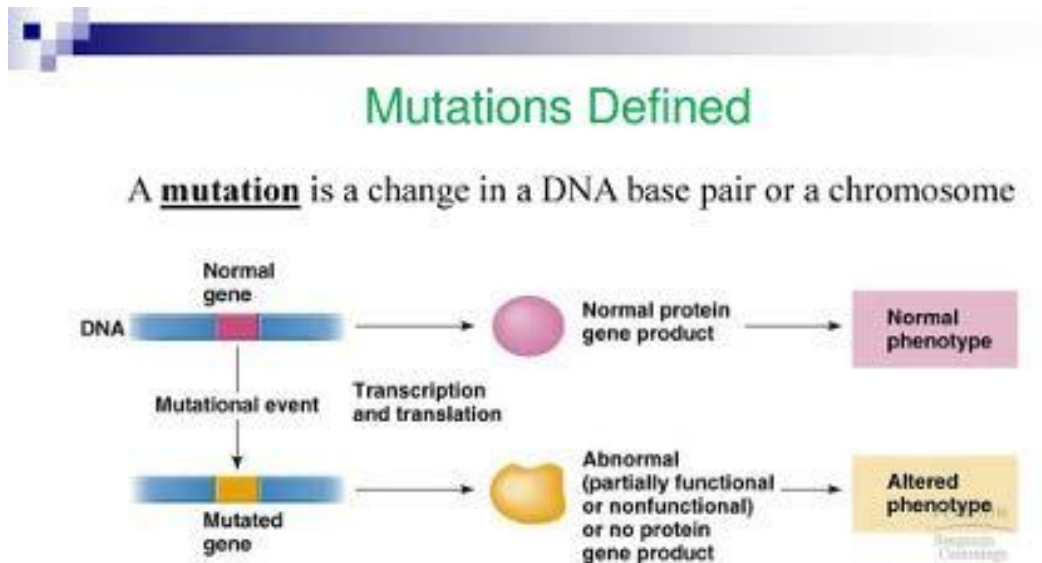 Mutations Defined
A mutation is a change in a DNA base pair or a chromosome
Normal
gene
DNA
Normal protein
gene product
Normal
phenotype
Mutational event
Transcription
and translation
Mutated
gene
Abnormal
(partially functional
or nonfunctional)
or no protein
gene product
Altered
phenotype
Benjamin
Cummings